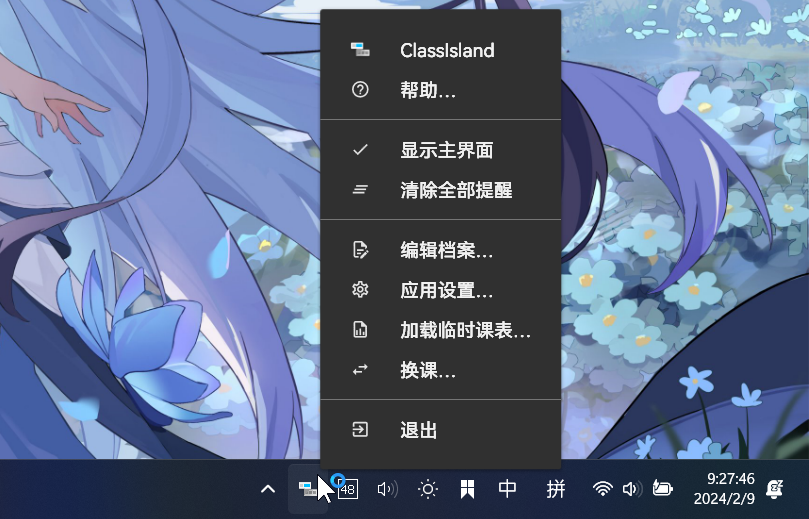 ClassIsland
帮助...
显示主界面
清除全部提醒
编辑档案...
应用设置...
加载临时课表...
换课...
退出
48
中
拼
9:27:46
2024/2/9